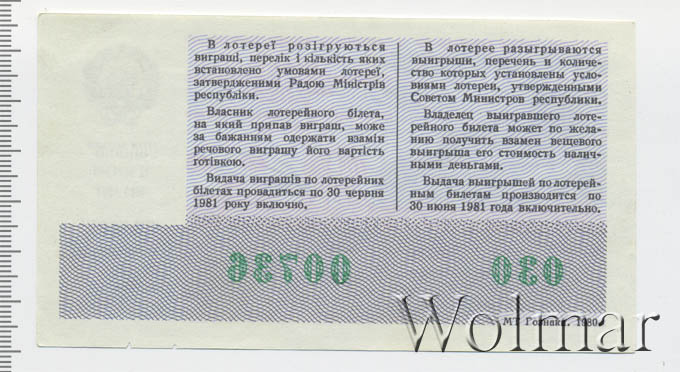 В лотереї розігруються
виграші, перелік і кількість яких
встановлено умовами лотереї,
затвердженими Радою Міністрів
республіки.
Власник лотерейного білета,
на який припав виграш, може
за бажанням одержати взамін
речового виграшу його вартість
готівкою.
Видача виграшів по лотерейних
білетах провадиться по 30 червня
1981 року включно.
В лотерее разыгрываются
выигрыши, перечень и количе-
ство которых установлены усло-
виями лотереи, утвержденными
Советом Министров республики.
Владелец выигравшего лоте-
рейного билета может по жела-
нию получить взамен вещевого
выигрыша его стоимость налич-
ными деньгами.
Выдача выигрышей по лотерей-
ным билетам производится по
30 июня 1981 года включительно.
00736 030
МТ Гознака. 1980.
Wolmar